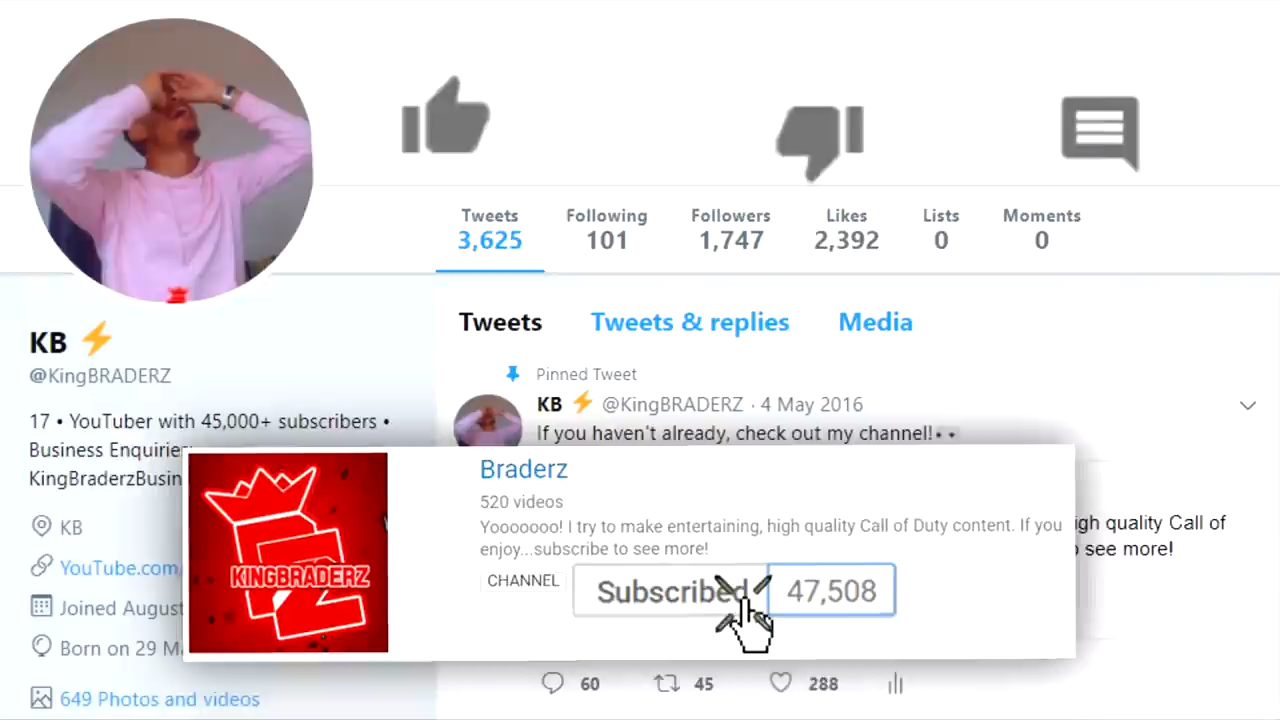 Tweets Following Followers Likes Lists Moments
3,625 101 1,747 2,392 0 0
KB
@KingBRADERZ
17 • YouTuber with 45,000+ subscribers •
Business Enquirie
KingBraderzBusin
KB
YouTube.com
Joined August
Born on 29 M
649 Photos and videos
Tweets Tweets & replies Media
Pinned Tweet
KB @KingBRADERZ · 4 May 2016
If you haven't already, check out my channel!
igh quality Call of
see more!
KINGBRADERZ
Braderz
520 videos
Yooooooo! I try to make entertaining, high quality Call of Duty content. If you
enjoy...subscribe to see more!
CHANNEL Subscribed 47,508
60 45 288